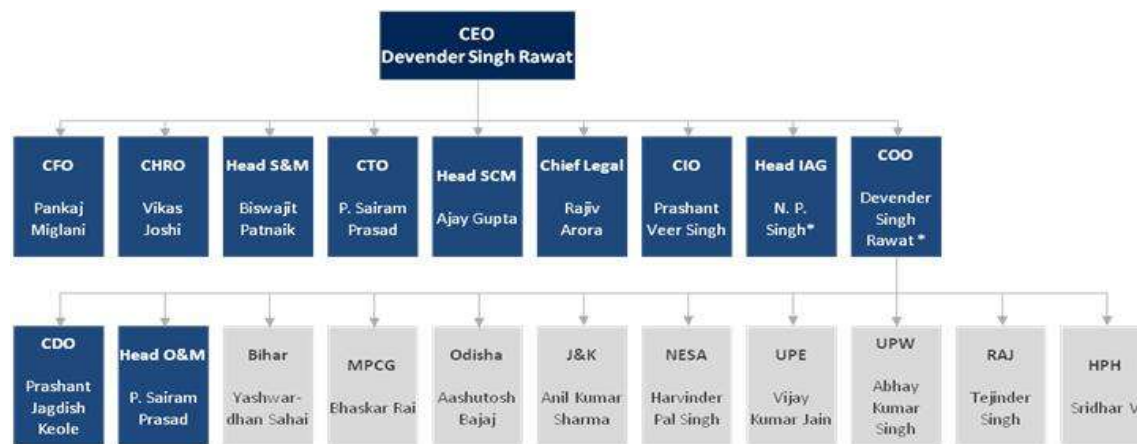 CEO
Devender Singh Rawat
CFO
Pankaj
Miglani
CHRO
Vikas
Joshi
Head S&M
Biswajit
Patnaik
CTO
P. Sairam
Prasad
Head SCM
Ajay Gupta
Chief Legal
Rajiv
Arora
CIO
Prashant
Veer Singh
Head IAG
N. P.
Singh*
COO
Devender
Singh
Rawat *
CDO
Prashant
Jagdish
Keole
Head O&M
P. Sairam
Prasad
Bihar
Yashwar-
dhan Sahai
MPCG
Bhaskar Rai
Odisha
Aashutosh
Bajaj
J&K
Anil Kumar
Sharma
NESA
Harvinder
Pal Singh
UPE
Vijay
Kumar Jain
UPW
Abhay
Kumar
Singh
RAJ
Tejinder
Singh
HPH
Sridhar V